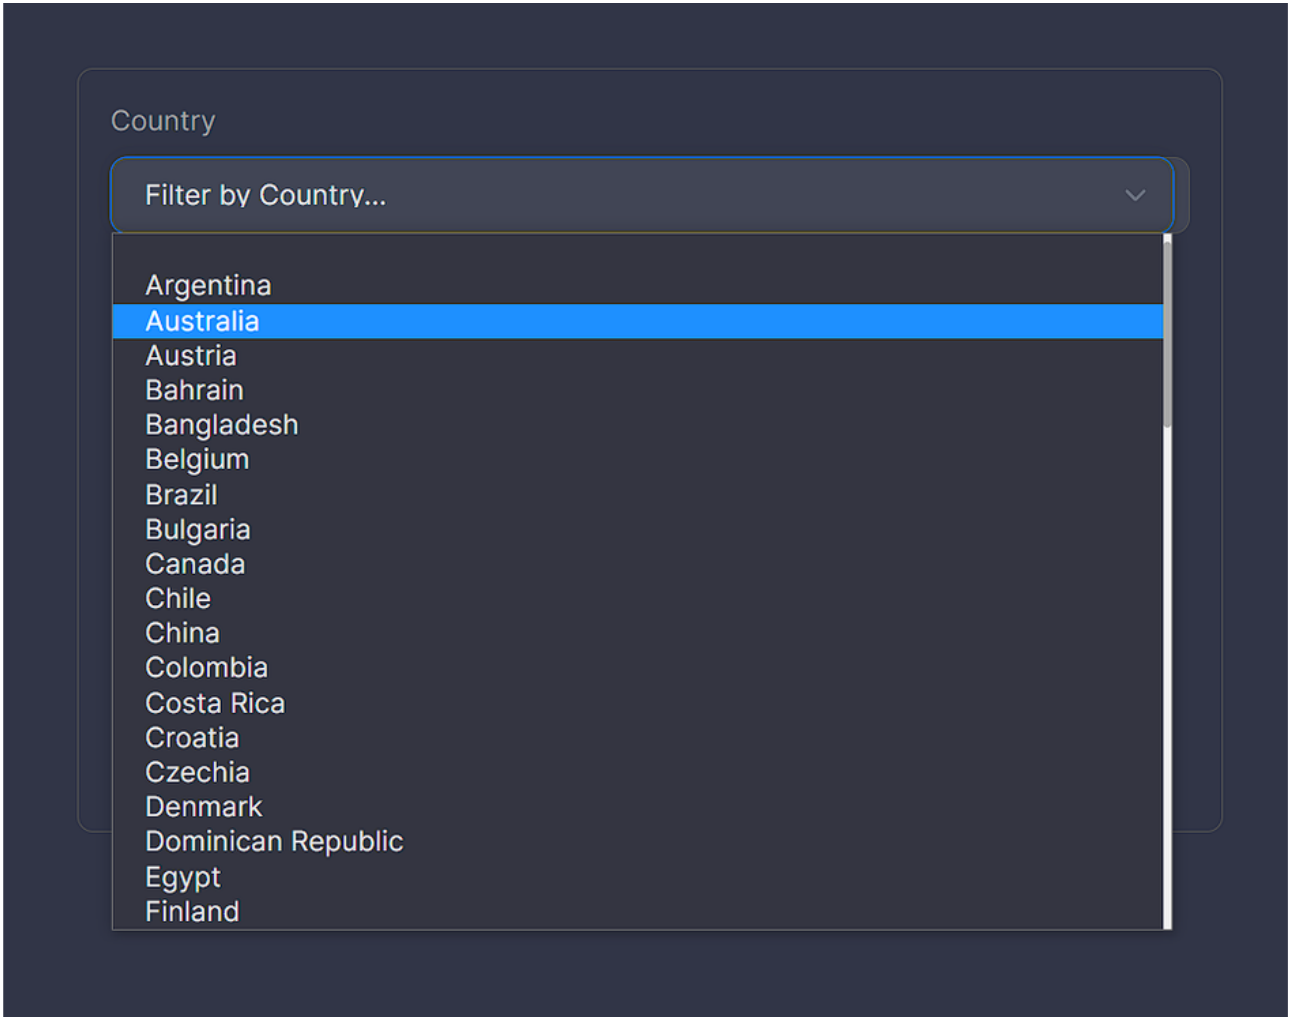 Country
Filter by Country...
Argentina
Australia
Austria
Bahrain
Bangladesh
Belgium
Brazil
Bulgaria
Canada
Chile
China
Colombia
Costa Rica
Croatia
Czechia
Denmark
Dominican Republic
Egypt
Finland